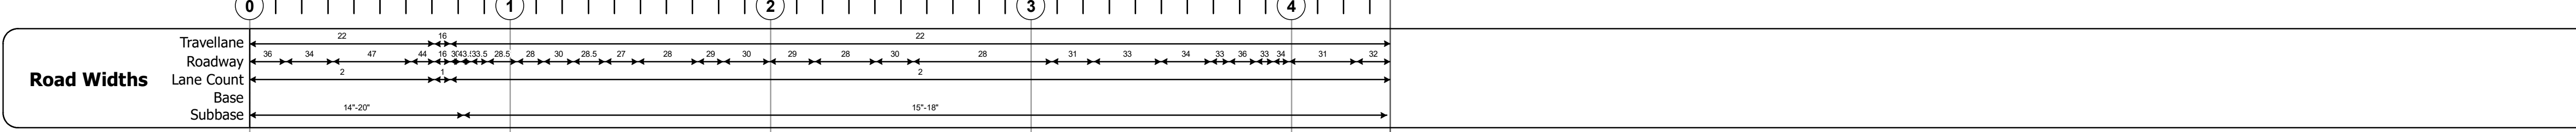 0 1 2 3 4
Travellane 22 16 22
Roadway 36 34 47 44 16 33.5 28.5 28 30 28.5 27 28 29 30 29 28 30 28 31 33 34 33 36 33 34 31 32
Road Widths
Lane Count 2 1 2
Base
Subbase 14"-20" 15"-18"